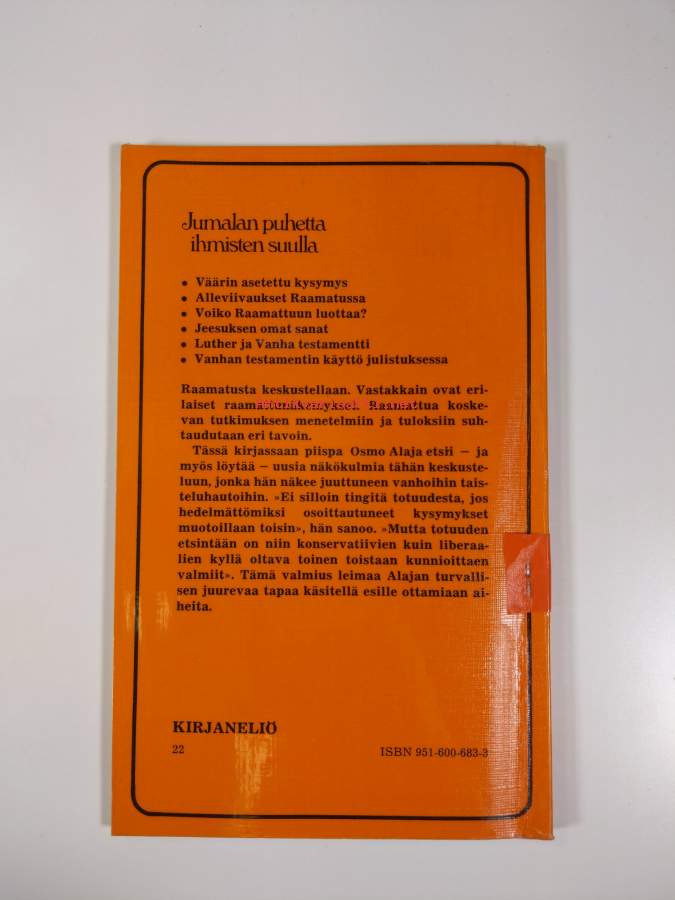 Jumalan puhetta
ihmisten suulla
• Väärin asetettu kysymys
• Alleviivaukset Raamatussa
• Voiko Raamattuun luottaa?
• Jeesuksen omat sanat
• Luther ja Vanha testamentti
• Vanhan testamentin käyttö julistuksessa
Raamatusta keskustellaan. Vastakkain ovat eri-
laiset raamatunnäkemykset. Raamattua koske-
van tutkimuksen menetelmiin ja tuloksiin suh-
taudutaan eri tavoin.
Tässä kirjassaan piispa Osmo Alaja etsii – ja
myös löytää – uusia näkökulmia tähän keskuste-
luun, jonka hän näkee juuttuneen vanhoihin tais-
teluhautoihin. »Ei silloin tingitä totuudesta, jos
hedelmättömiksi osoittautuneet kysymykset
muotoillaan toisin», hän sanoo. »Mutta totuuden
etsintään on niin konservatiivien kuin liberaa-
lien kyllä oltava toinen toistaan kunnioittaen
valmiit». Tämä valmius leimaa Alajan turvalli-
sen juurevaa tapaa käsitellä esille ottamiaan ai-
heita.
KIRJANELIÖ
22
ISBN 951-600-683-3